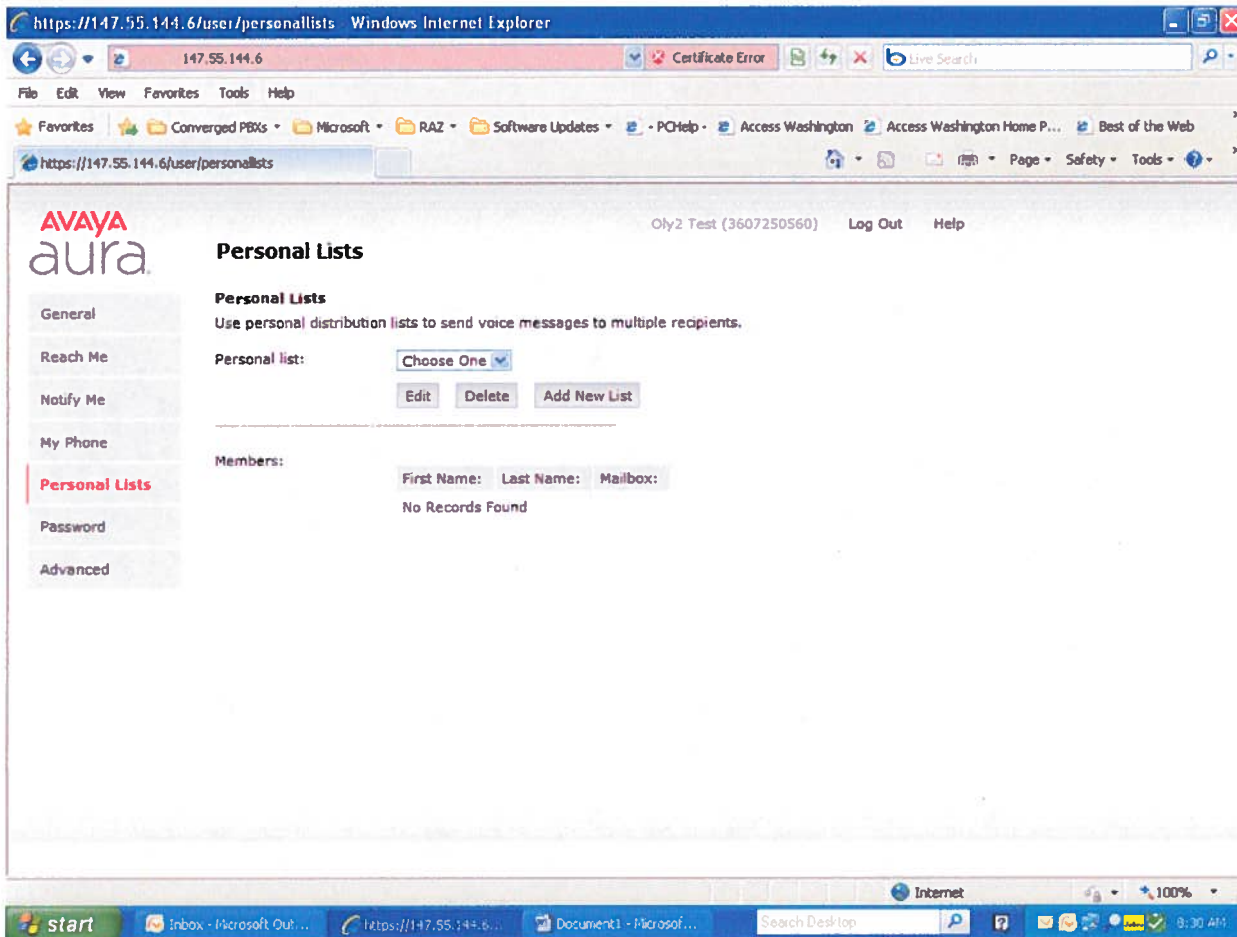 https://147.55.144.6/user/personallists Windows Internet Explorer
147.55.144.6 Certificate Error Live Search
File Edit View Favorites Tools Help
Favorites Converged PBXs Microsoft RAZ Software Updates - PCHelp - Access Washington Access Washington Home P... Best of the Web »
https://147.55.144.6/user/personallists Page Safety Tools »
AVAYA
aura
Oly2 Test (3607250560) Log Out Help
Personal Lists
General
Reach Me
Notify Me
My Phone
Personal Lists
Password
Advanced
Personal Lists
Use personal distribution lists to send voice messages to multiple recipients.
Personal list: Choose One
Edit Delete Add New List
Members:
First Name: Last Name: Mailbox:
No Records Found
Internet 100%
start Inbox - Microsoft Out... https://147.55.144.6... Document1 - Microsof... Search Desktop 8:30 AM